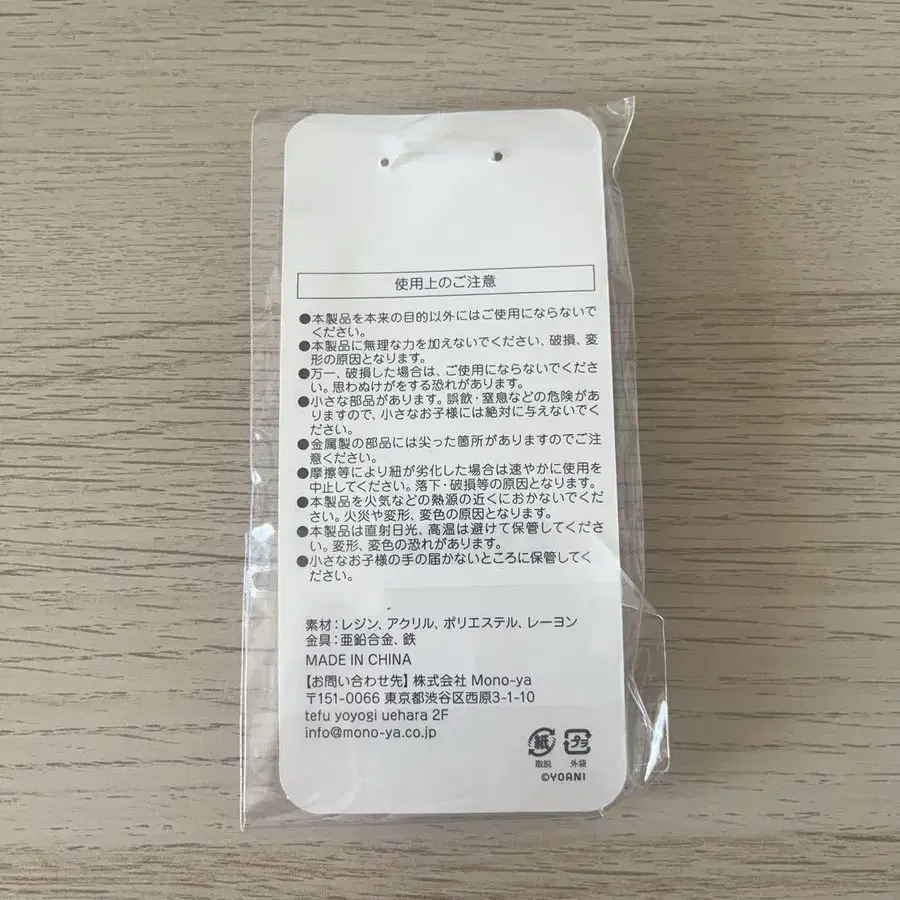 使用上のご注意
●本製品を本来の目的以外にはご使用にならないで
ください。
●本製品に無理な力を加えないでください、破損、変
形の原因となります。
●万一、破損した場合は、ご使用にならないでくださ
い。思わぬけがをする恐れがあります。
●小さな部品があります。誤飲・窒息などの危険があ
りますので、小さなお子様には絶対に与えないでく
ださい。
●金属製の部品には尖った箇所がありますのでご注
意ください。
●摩擦等により紐が劣化した場合は速やかに使用を
中止してください。落下・破損等の原因となります。
●本製品を火気などの熱源の近くにおかないでくだ
さい。火災や変形、変色の原因となります。
●本製品は直射日光、高温は避けて保管してくださ
い。変形、変色の恐れがあります。
●小さなお子様の手の届かないところに保管してく
ださい。
素材：レジン、アクリル、ポリエステル、レーヨン
金具：亜鉛合金、鉄
MADE IN CHINA
【お問い合わせ先】株式会社 Mono-ya
〒151-0066 東京都渋谷区西原3-1-10
tefu yoyogi uehara 2F
info@mono-ya.co.jp
紙 プラ
取説 外袋
©YOANI